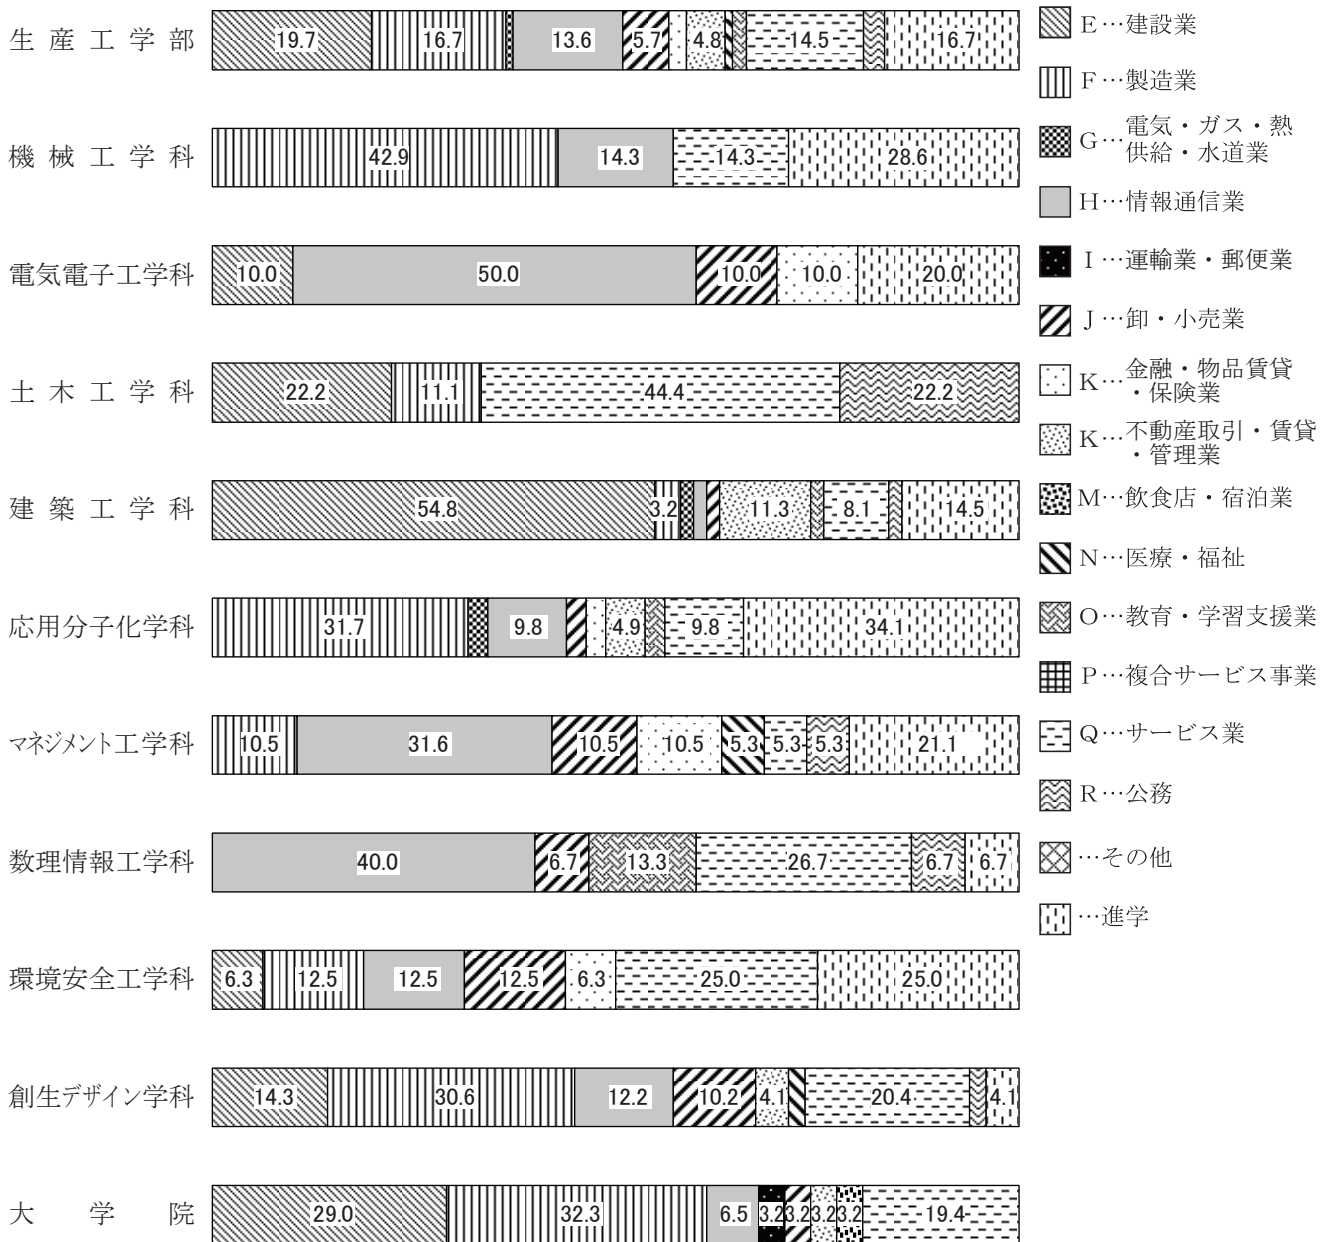 生産工学部 19.7 16.7 13.6 5.7 4.8 14.5 16.7
機械工学科 42.9 14.3 14.3 28.6
電気電子工学科 10.0 50.0 10.0 10.0 20.0
土木工学科 22.2 11.1 44.4 22.2
建築工学科 54.8 3.2 11.3 8.1 14.5
応用分子化学科 31.7 9.8 4.9 9.8 34.1
マネジメント工学科 10.5 31.6 10.5 10.5 5.3 5.3 5.3 21.1
数理情報工学科 40.0 6.7 13.3 26.7 6.7 6.7
環境安全工学科 6.3 12.5 12.5 12.5 6.3 25.0 25.0
創生デザイン学科 14.3 30.6 12.2 10.2 4.1 20.4 4.1
大学院 29.0 32.3 6.5 3.2 3.2 3.2 3.2 19.4
E…建設業
F…製造業
G…電気・ガス・熱
供給・水道業
H…情報通信業
I…運輸業・郵便業
J…卸・小売業
K…金融・物品賃貸
・保険業
K…不動産取引・賃貸
・管理業
M…飲食店・宿泊業
N…医療・福祉
O…教育・学習支援業
P…複合サービス事業
Q…サービス業
R…公務
…その他
…進学